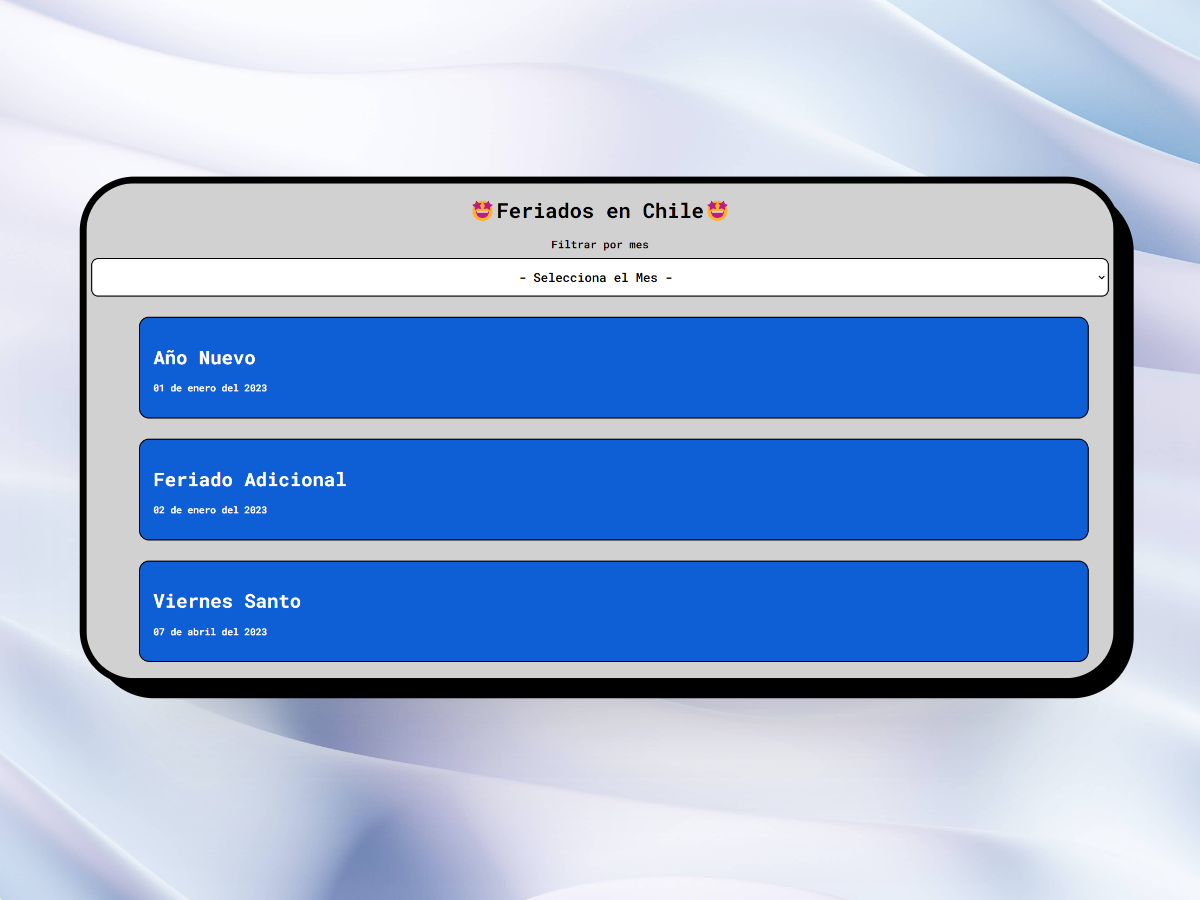 🤩Feriados en Chile🤩
Filtrar por mes
- Selecciona el Mes -
Año Nuevo
01 de enero del 2023
Feriado Adicional
02 de enero del 2023
Viernes Santo
07 de abril del 2023